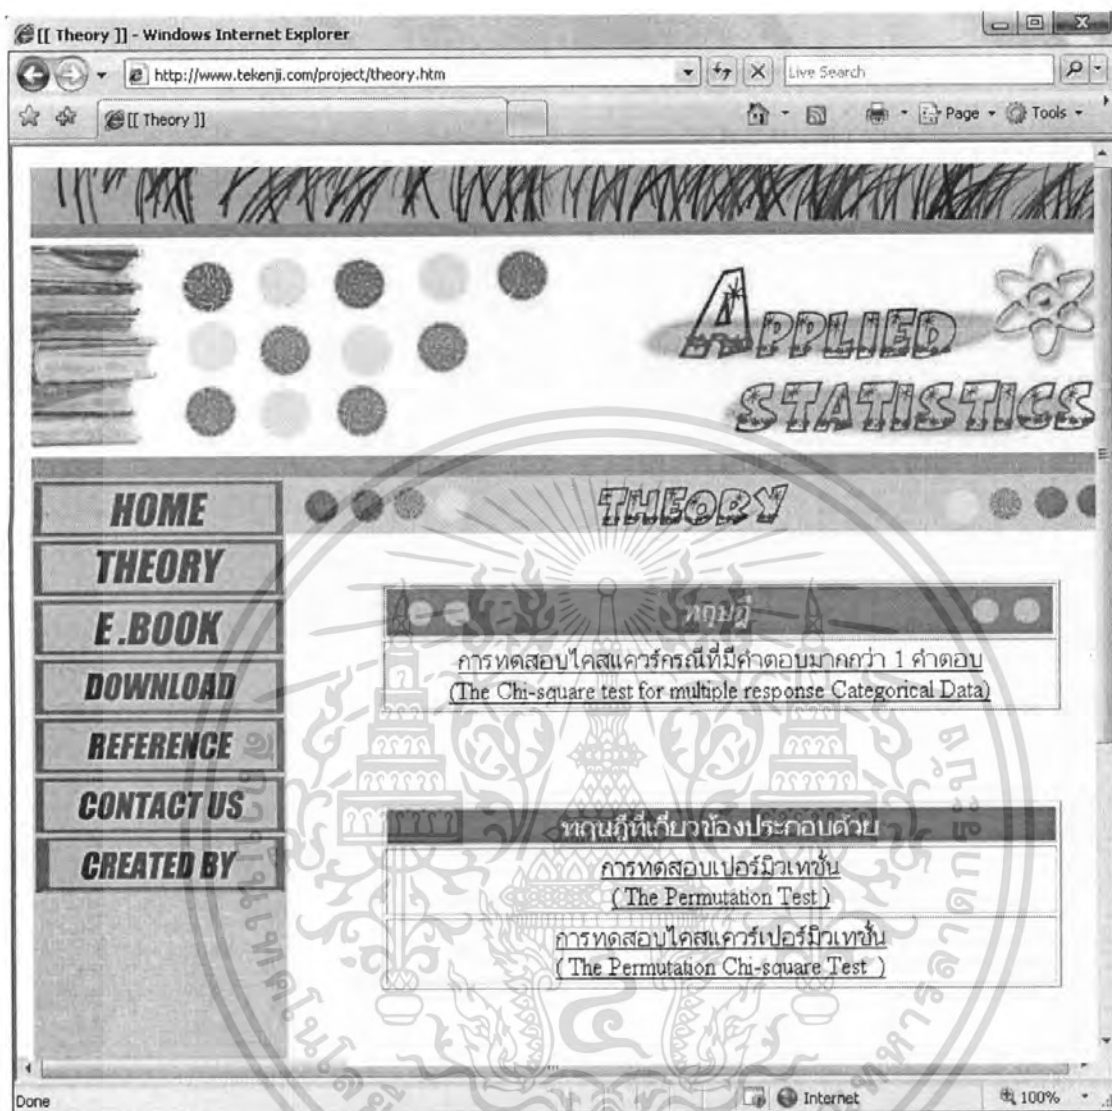 [[ Theory ]] - Windows Internet Explorer
http://www.tekenji.com/project/theory.htm
Live Search
[[ Theory ]]
Page
Tools
APPLIED
STATISTICS
HOME
THEORY
THEORY
E.BOOK
DOWNLOAD
REFERENCE
CONTACT US
CREATED BY
ทฤษฎี
การทดสอบไคสแควร์กรณีที่มีคำตอบมากกว่า 1 คำตอบ
(The Chi-square test for multiple response Categorical Data)
ทฤษฎีที่เกี่ยวข้องประกอบด้วย
การทดสอบเปอร์มิวเทชั่น
( The Permutation Test )
การทดสอบไคสแควร์เปอร์มิวเทชั่น
( The Permutation Chi-square Test )
Done
Internet
100%